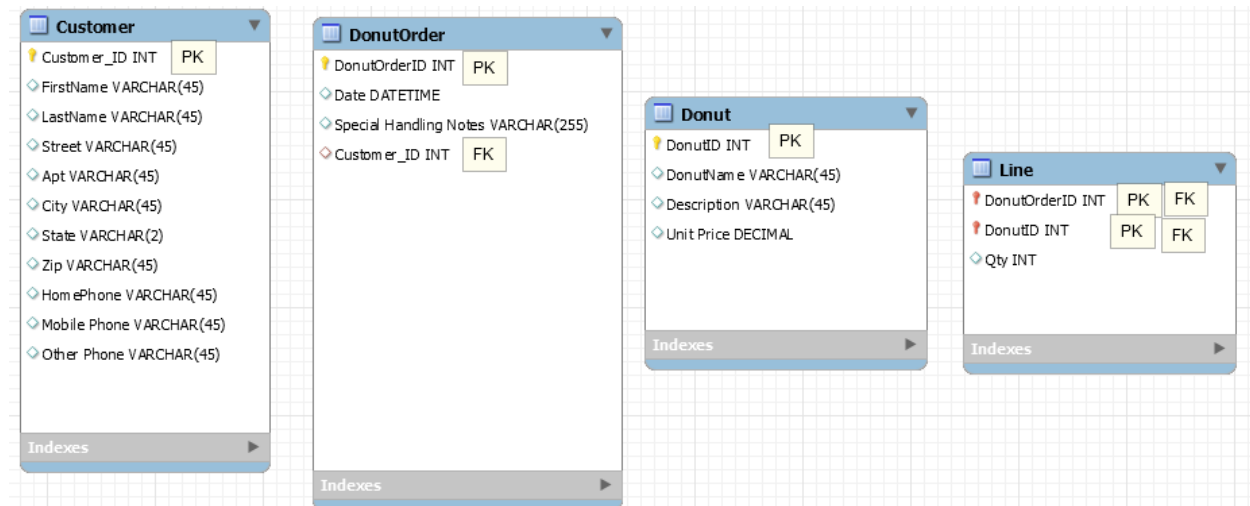 Customer
Customer_ID INT PK
FirstName VARCHAR(45)
LastName VARCHAR(45)
Street VARCHAR(45)
Apt VARCHAR(45)
City VARCHAR(45)
State VARCHAR(2)
Zip VARCHAR(45)
HomePhone VARCHAR(45)
Mobile Phone VARCHAR(45)
Other Phone VARCHAR(45)
Indexes
DonutOrder
DonutOrderID INT PK
Date DATETIME
Special Handling Notes VARCHAR(255)
Customer_ID INT FK
Indexes
Donut
DonutID INT PK
DonutName VARCHAR(45)
Description VARCHAR(45)
Unit Price DECIMAL
Indexes
Line
DonutOrderID INT PK FK
DonutID INT PK FK
Qty INT
Indexes